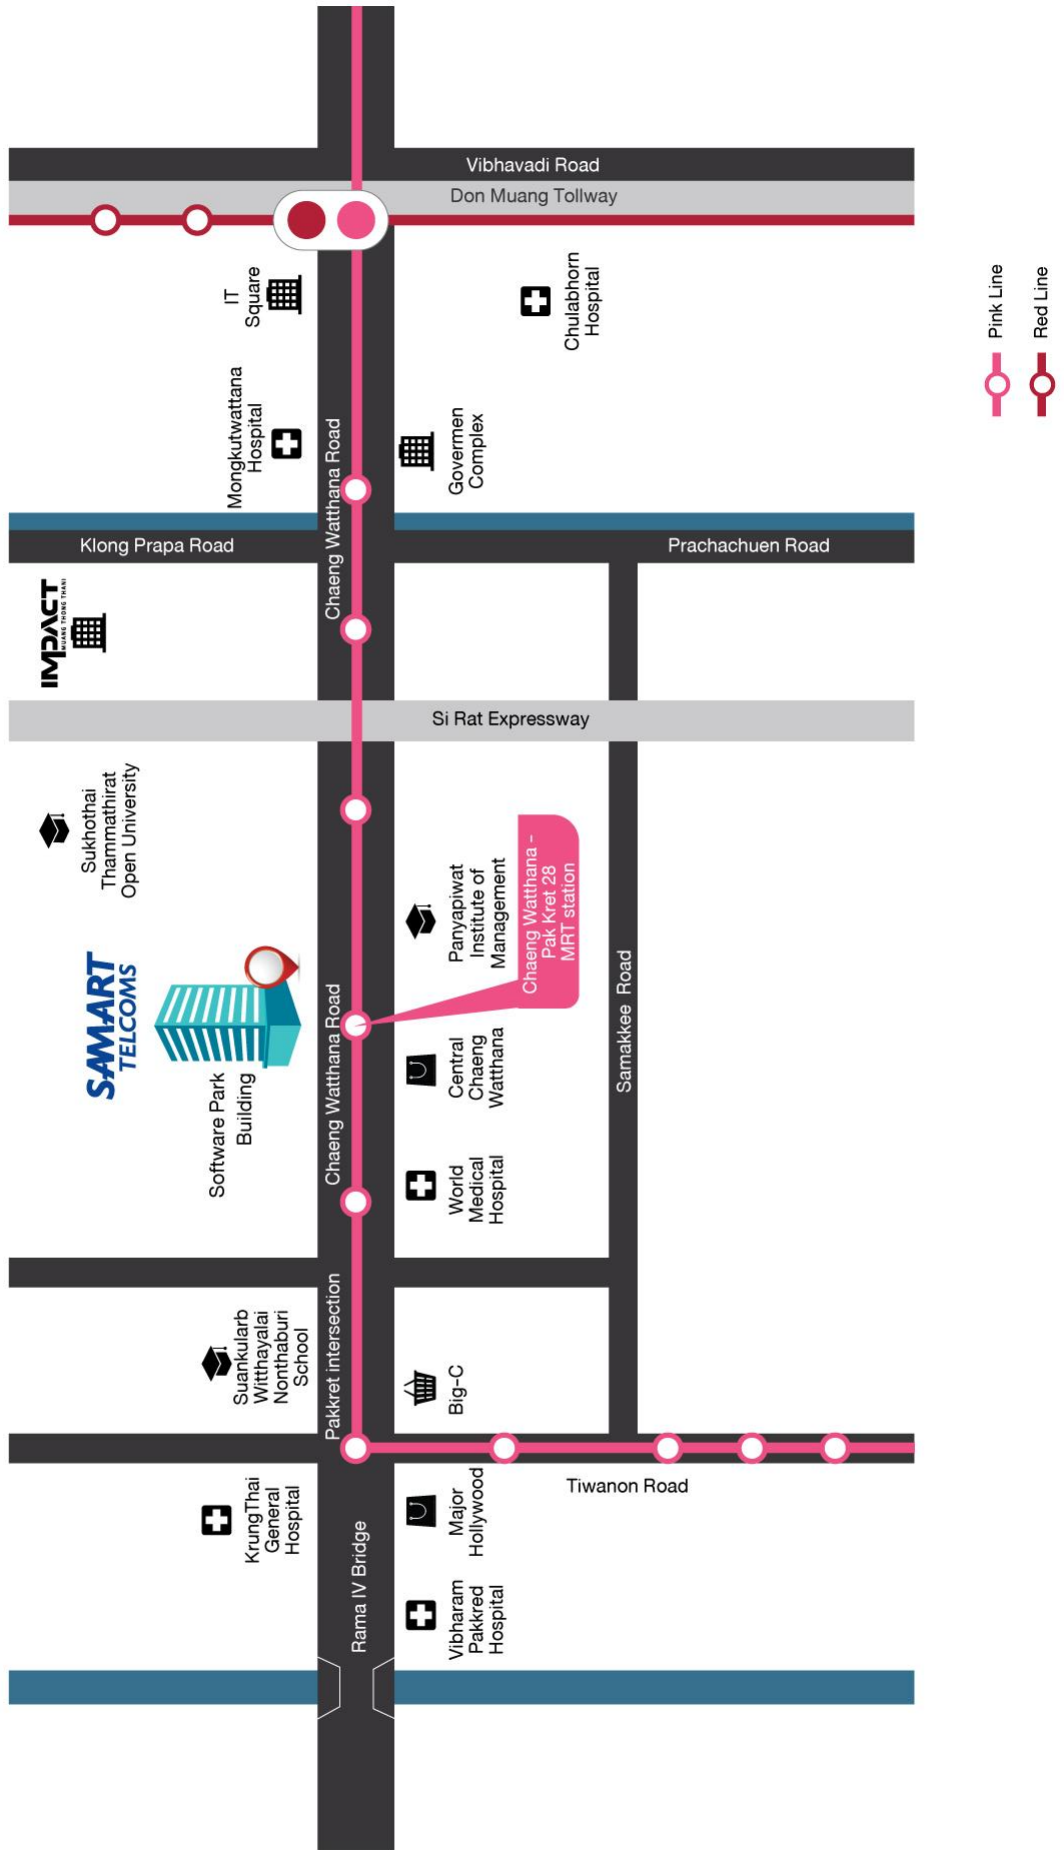 Vibhavadi Road
Don Muang Tollway
IT
Square
Chulabhorn
Hospital
Pink Line
Red Line
Mongkutwattana
Hospital
Chaeng Watthana Road
Governmen
Complex
Klong Prapa Road
Prachachuen Road
IMPACT
MUANG THONG THANI
Si Rat Expressway
Sukhothai
Thammathirat
Open University
Panyapiwat
Institute of
Management
Chaeng Watthana -
Pak Kret 28
MRT station
SAMART
TELCOMS
Software Park
Building
Chaeng Watthana Road
Central
Chaeng
Watthana
Samakkee Road
World
Medical
Hospital
Suankularb
Witthayalai
Nonthaburi
School
Pakkret intersection
Big-C
Tiwanon Road
KrungThai
General
Hospital
Rama IV Bridge
Major
Hollywood
Vibharam
Pakkred
Hospital